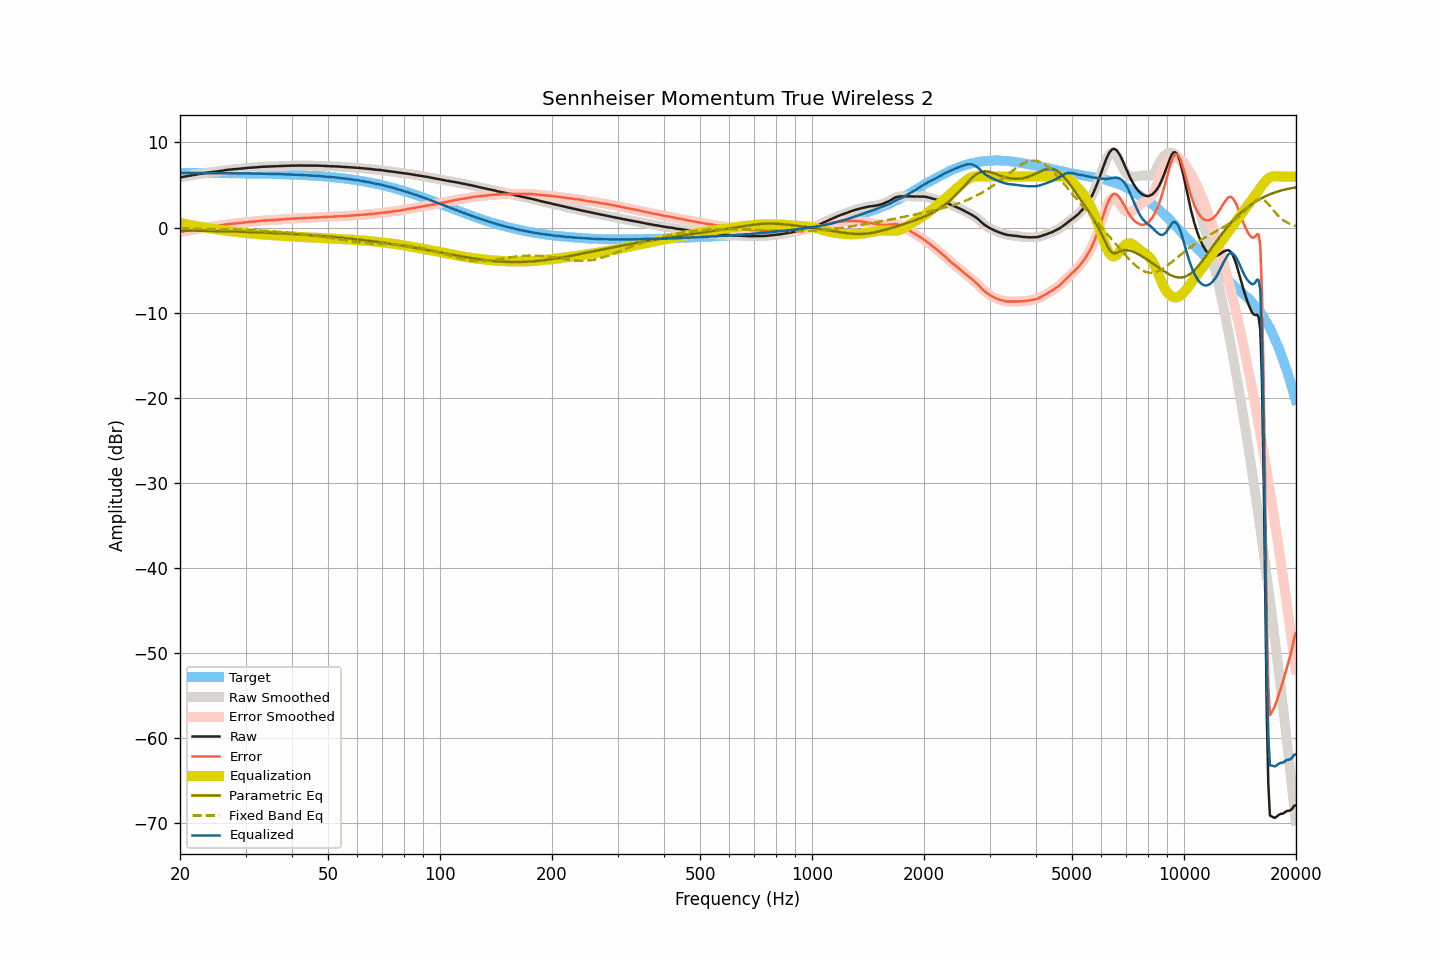 Sennheiser Momentum True Wireless 2
Amplitude (dBr)
10
0
−10
−20
−30
−40
−50
−60
−70
Target
Raw Smoothed
Error Smoothed
Raw
Error
Equalization
Parametric Eq
Fixed Band Eq
Equalized
20 50 100 200 500 1000 2000 5000 10000 20000
Frequency (Hz)